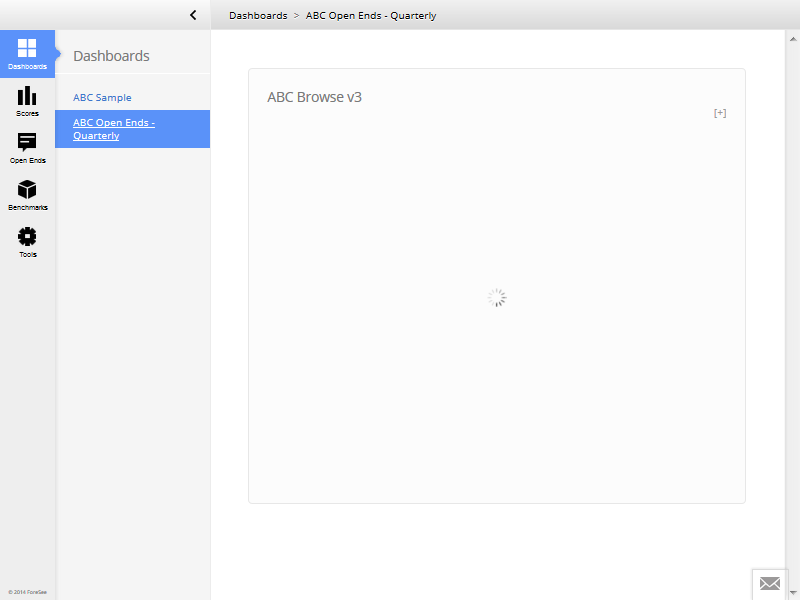 Dashboards > ABC Open Ends - Quarterly
Dashboards
Dashboards
ABC Sample
ABC Open Ends -
Quarterly
Scores
Open Ends
Benchmarks
Tools
ABC Browse v3
[+]
© 2014 ForeSee